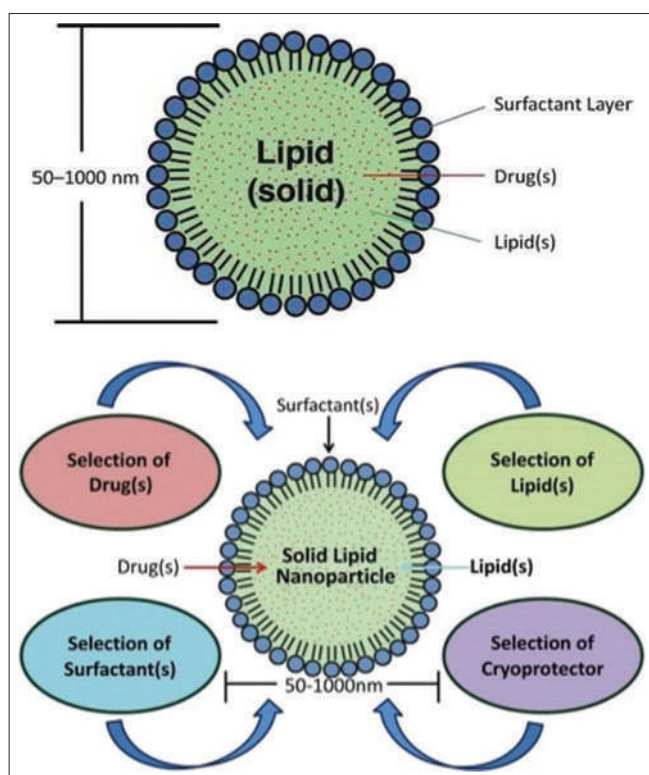 Surfactant Layer
Lipid
(solid)
50–1000 nm
Drug(s)
Lipid(s)
Surfactant(s)
Selection of
Drug(s)
Selection of
Lipid(s)
Drug(s)
Solid Lipid
Nanoparticle
Lipid(s)
Selection of
Surfactant(s)
Selection of
Cryoprotector
50-1000nm